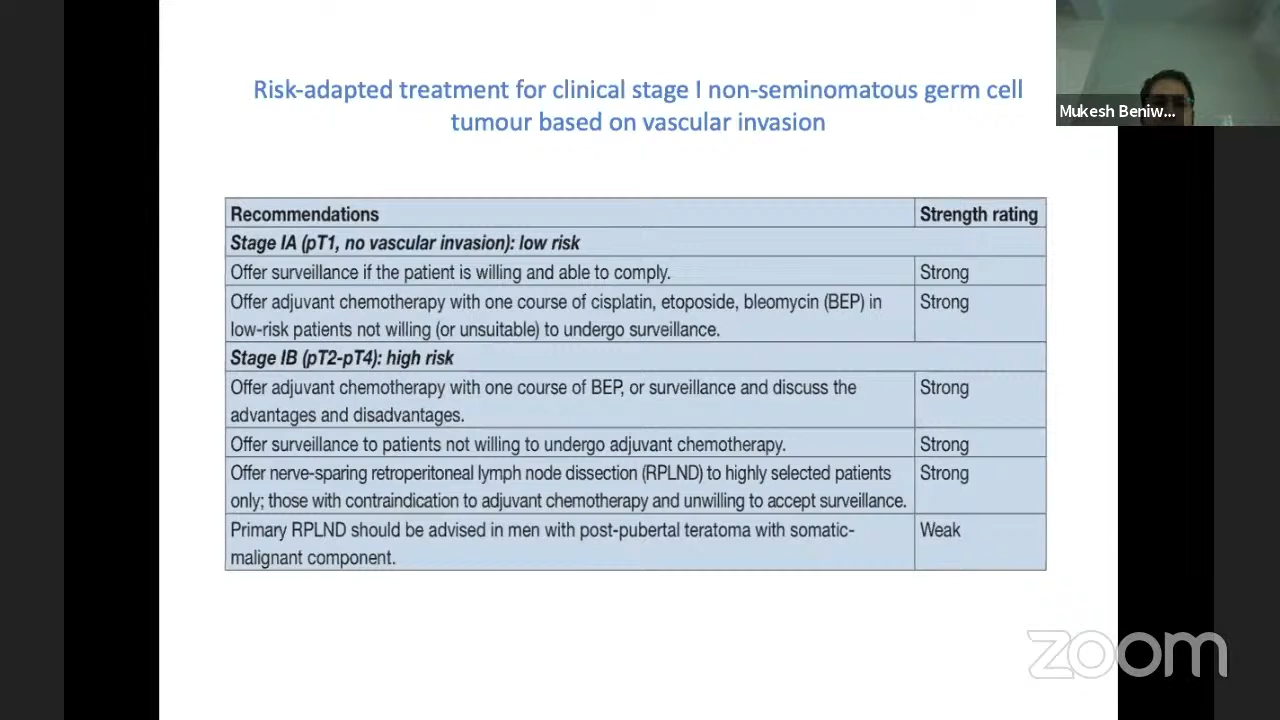 Risk-adapted treatment for clinical stage I non-seminomatous germ cell
tumour based on vascular invasion
Mukesh Beniw...
Recommendations
Strength rating
Stage IA (pT1, no vascular invasion): low risk
Offer surveillance if the patient is willing and able to comply.
Strong
Offer adjuvant chemotherapy with one course of cisplatin, etoposide, bleomycin (BEP) in
low-risk patients not willing (or unsuitable) to undergo surveillance.
Strong
Stage IB (pT2-pT4): high risk
Offer adjuvant chemotherapy with one course of BEP, or surveillance and discuss the
advantages and disadvantages.
Strong
Offer surveillance to patients not willing to undergo adjuvant chemotherapy.
Strong
Offer nerve-sparing retroperitoneal lymph node dissection (RPLND) to highly selected patients
only; those with contraindication to adjuvant chemotherapy and unwilling to accept surveillance.
Strong
Primary RPLND should be advised in men with post-pubertal teratoma with somatic-
malignant component.
Weak
zoom